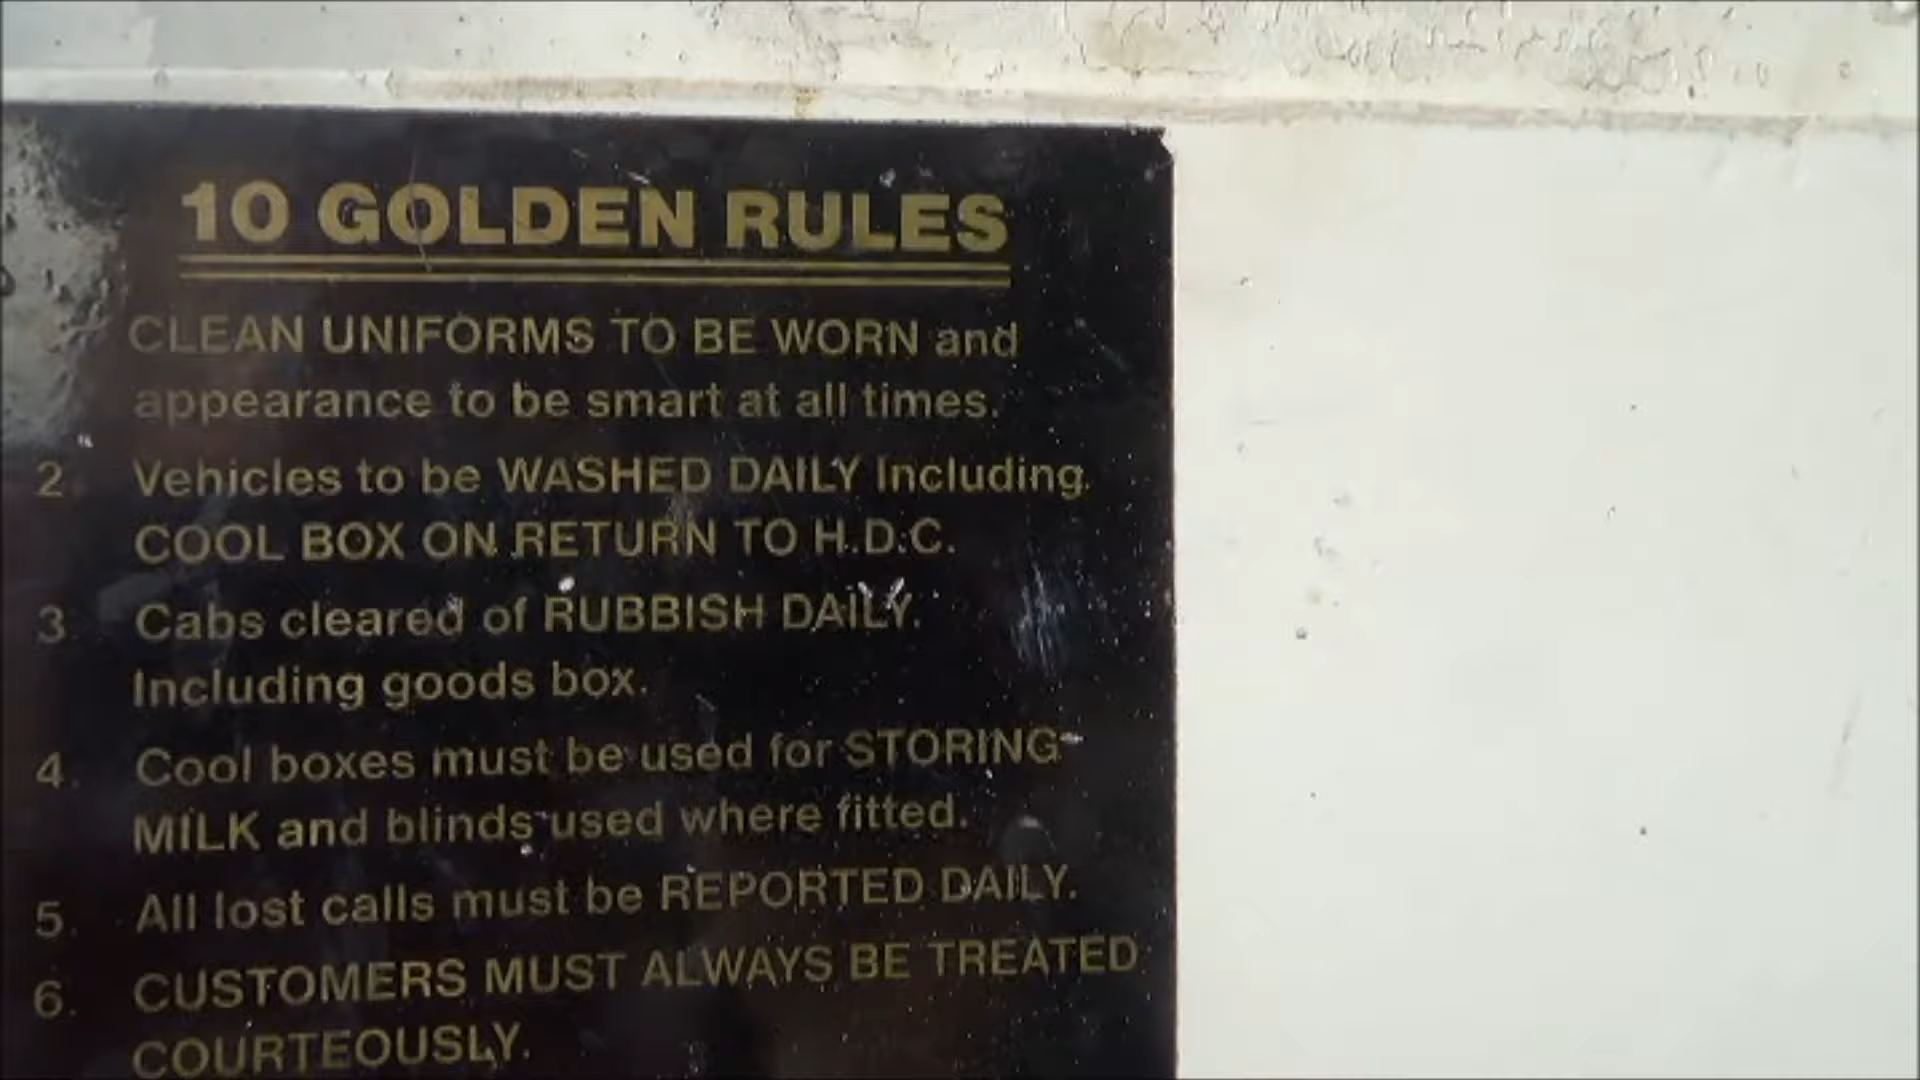 10 GOLDEN RULES
CLEAN UNIFORMS TO BE WORN and
appearance to be smart at all times.
2. Vehicles to be WASHED DAILY Including
COOL BOX ON RETURN TO H.D.C.
3. Cabs cleared of RUBBISH DAILY.
Including goods box.
4. Cool boxes must be used for STORING
MILK and blinds used where fitted.
5. All lost calls must be REPORTED DAILY.
6. CUSTOMERS MUST ALWAYS BE TREATED
COURTEOUSLY.